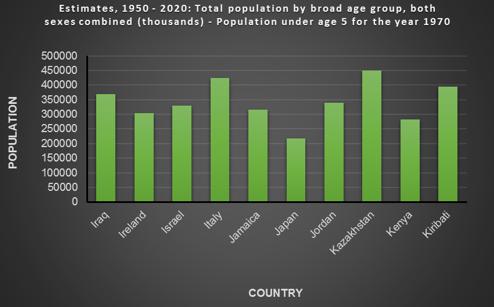 Estimates, 1950 - 2020: Total population by broad age group, both
sexes combined (thousands) - Population under age 5 for the year 1970
POPULATION
500000
450000
400000
350000
300000
250000
200000
150000
100000
50000
0
Iraq
Ireland
Israel
Italy
Jamaica
Japan
Jordan
Kazakhstan
Kenya
Kiribati
COUNTRY